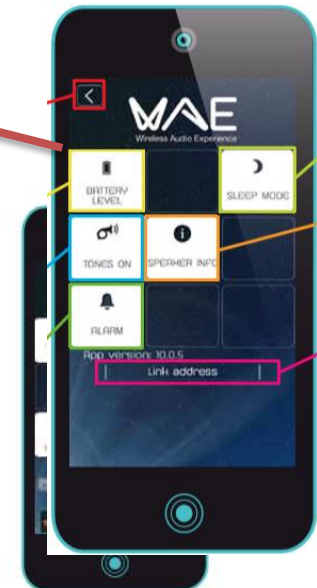 WAE
Wireless Audio Experience
BATTERY
LEVEL
SLEEP MODE
TONES ON
SPEAKER INFO
ALARM
App version: 10.0.5
Link address